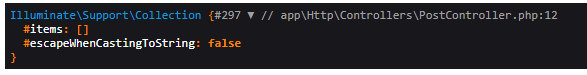 Illuminate\Support\Collection {#297 ▼ // app\Http\Controllers\PostController.php:12
#items: []
#escapeWhenCastingToString: false
}